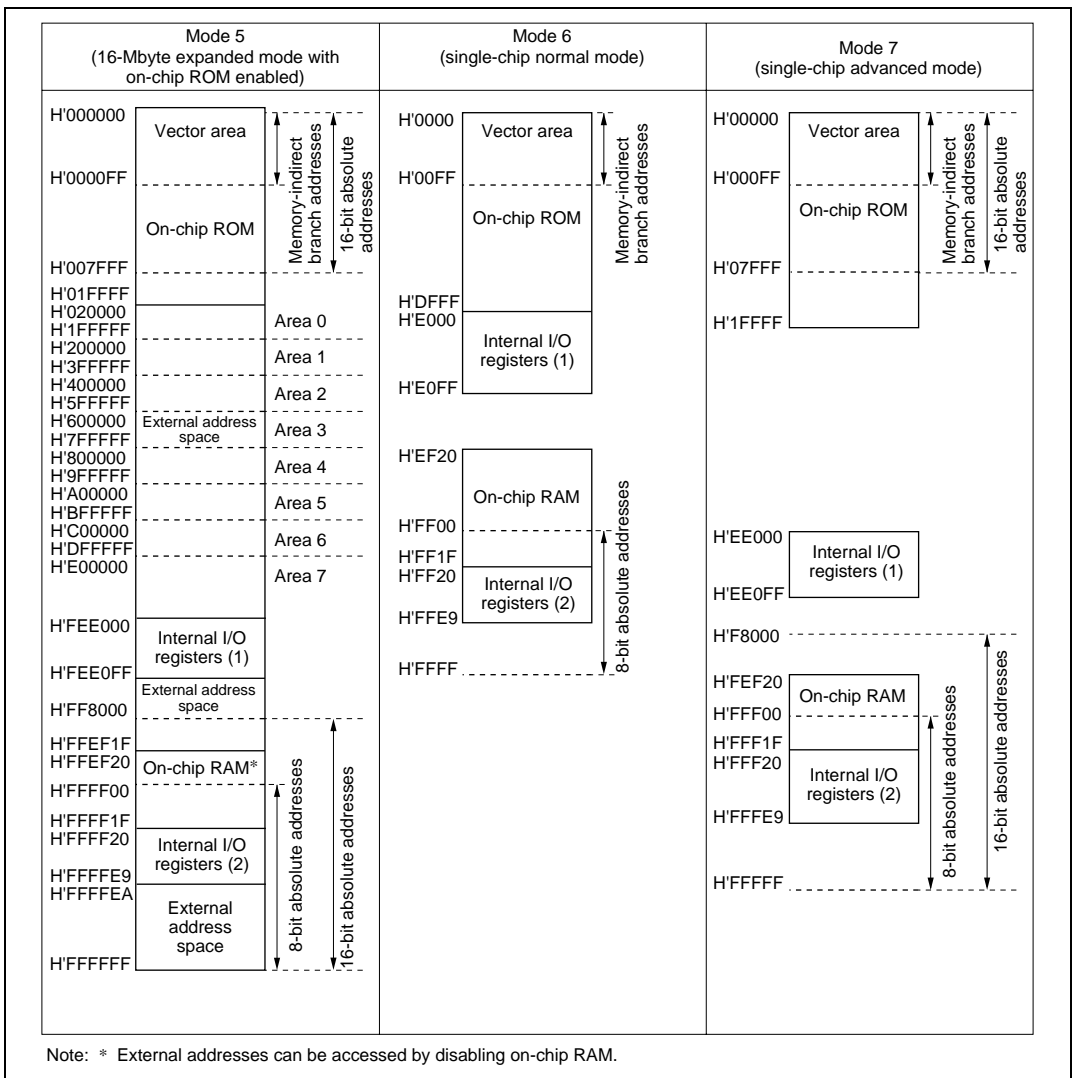 Mode 5
(16-Mbyte expanded mode with
on-chip ROM enabled)
H'000000
Vector area
H'0000FF
On-chip ROM
H'007FFF
H'01FFFF
H'020000
H'1FFFFF
H'200000
H'3FFFFF
H'400000
H'5FFFFF
H'600000
H'7FFFFF
H'800000
H'9FFFFF
H'A00000
H'BFFFFF
H'C00000
H'DFFFFF
H'E00000
External address
space
Area 0
Area 1
Area 2
Area 3
Area 4
Area 5
Area 6
Area 7
Memory-indirect
branch addresses
16-bit absolute
addresses
H'FEE000
Internal I/O
registers (1)
H'FEE0FF
External address
space
H'FF8000
H'FFEF1F
H'FFEF20
On-chip RAM*
H'FFFF00
H'FFFF1F
H'FFFF20
Internal I/O
registers (2)
H'FFFFE9
H'FFFFEA
External
address
space
H'FFFFFF
8-bit absolute addresses
16-bit absolute addresses
Mode 6
(single-chip normal mode)
H'0000
Vector area
H'00FF
On-chip ROM
Memory-indirect
branch addresses
H'DFFF
H'E000
Internal I/O
registers (1)
H'E0FF
H'EF20
On-chip RAM
H'FF00
H'FF1F
H'FF20
Internal I/O
registers (2)
H'FFE9
H'FFFF
8-bit absolute addresses
Mode 7
(single-chip advanced mode)
H'00000
Vector area
H'000FF
On-chip ROM
H'07FFF
H'1FFFF
Memory-indirect
branch addresses
16-bit absolute
addresses
H'EE000
Internal I/O
registers (1)
H'EE0FF
H'F8000
H'FEF20
On-chip RAM
H'FFF00
H'FFF1F
H'FFF20
Internal I/O
registers (2)
H'FFFE9
H'FFFFF
8-bit absolute addresses
16-bit absolute addresses
Note: * External addresses can be accessed by disabling on-chip RAM.